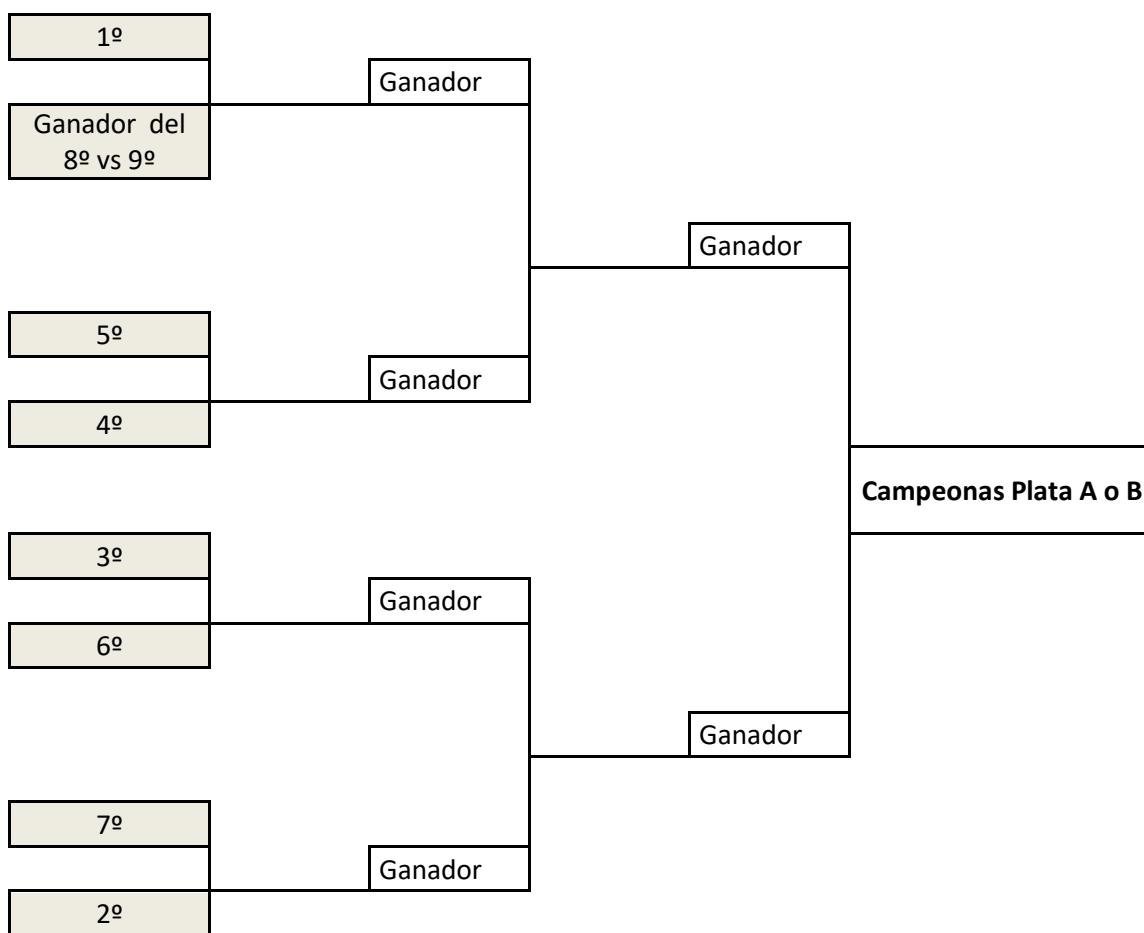 1º
Ganador
Ganador del
8º vs 9º
Ganador
5º
Ganador
4º
Campeonas Plata A o B
3º
Ganador
6º
Ganador
7º
Ganador
2º